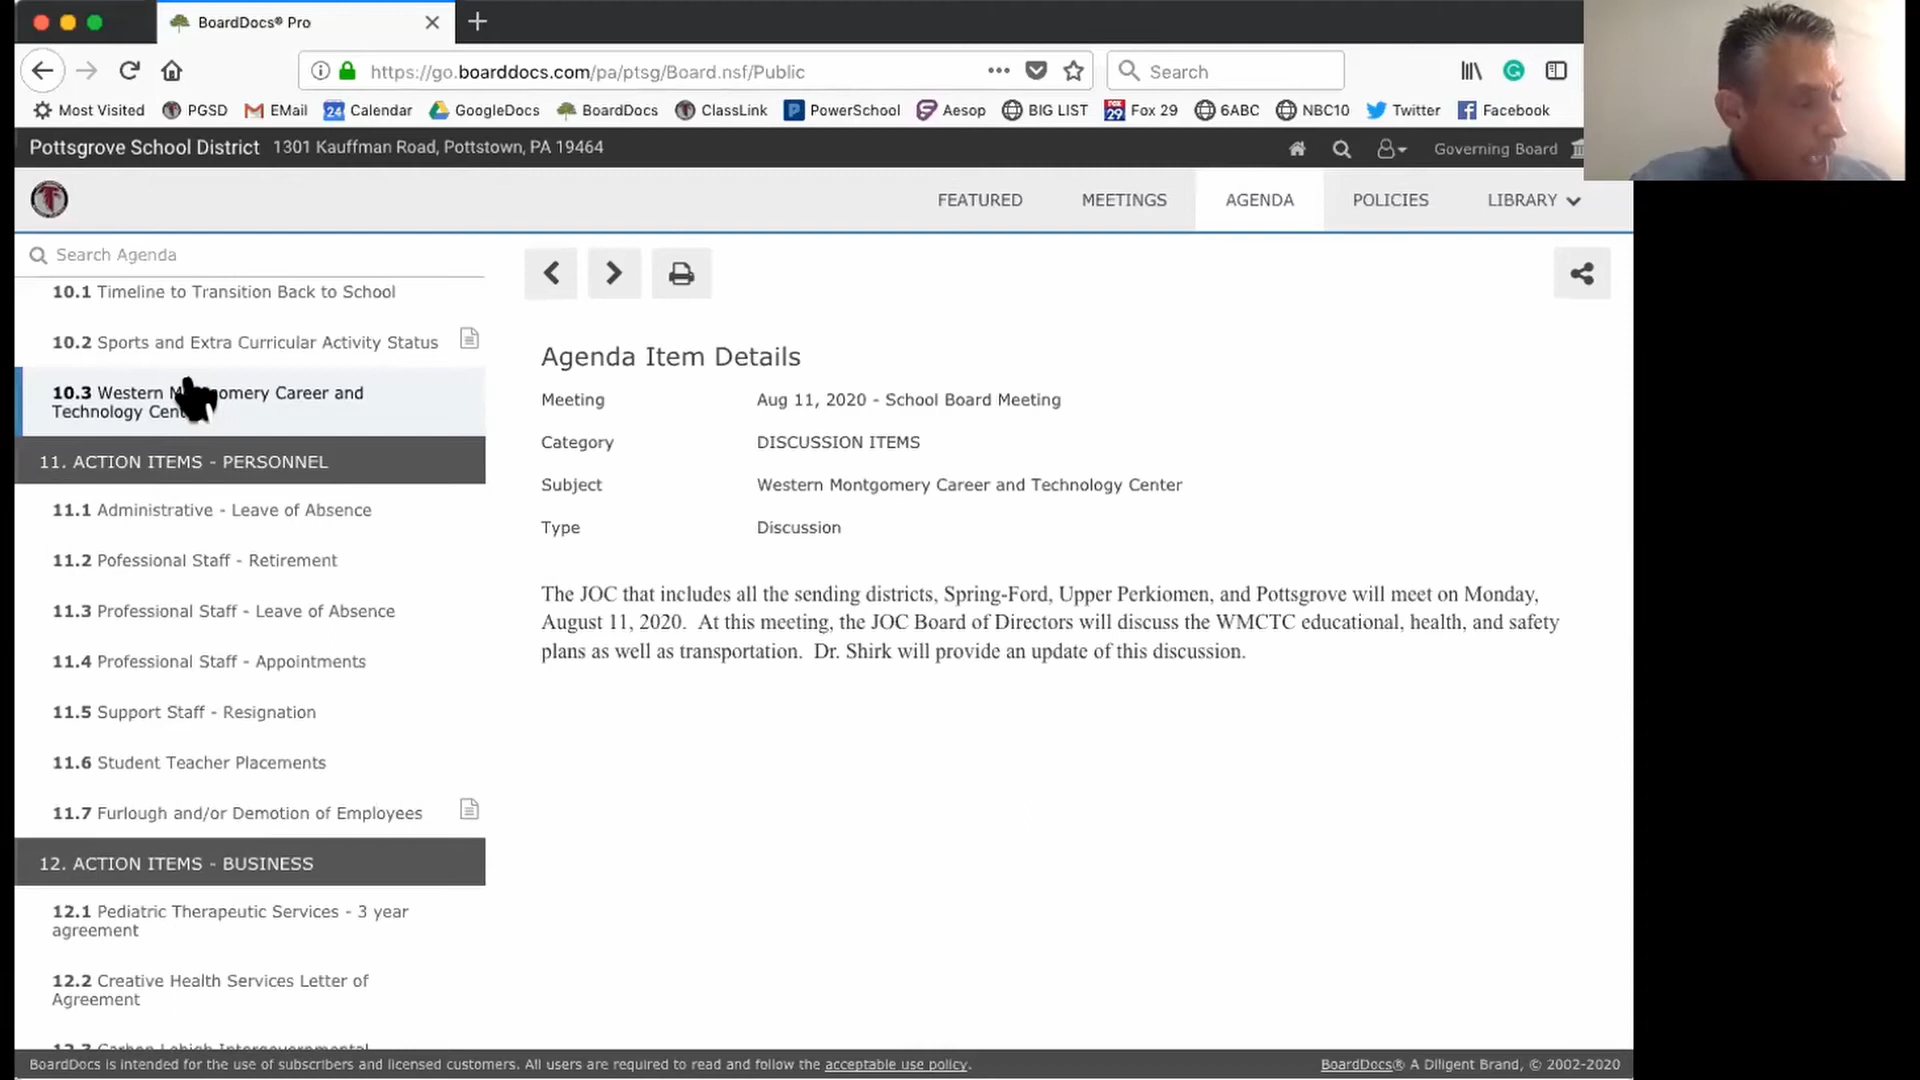 BoardDocs® Pro
https://go.boarddocs.com/pa/ptsg/Board.nsf/Public
Search
Most Visited PGSD EMail 24 Calendar GoogleDocs BoardDocs ClassLink PowerSchool Aesop BIG LIST FOX 29 Fox 29 6ABC NBC10 Twitter Facebook
Pottsgrove School District 1301 Kauffman Road, Pottstown, PA 19464
Governing Board
FEATURED MEETINGS AGENDA POLICIES LIBRARY
Search Agenda
10.1 Timeline to Transition Back to School
10.2 Sports and Extra Curricular Activity Status
10.3 Western Montgomery Career and
Technology
11. ACTION ITEMS - PERSONNEL
11.1 Administrative - Leave of Absence
11.2 Pofessional Staff - Retirement
11.3 Professional Staff - Leave of Absence
11.4 Professional Staff - Appointments
11.5 Support Staff - Resignation
11.6 Student Teacher Placements
11.7 Furlough and/or Demotion of Employees
12. ACTION ITEMS - BUSINESS
12.1 Pediatric Therapeutic Services - 3 year
agreement
12.2 Creative Health Services Letter of
Agreement
12.3 Carbon Lehigh Intergovernmental
Agenda Item Details
Meeting Aug 11, 2020 - School Board Meeting
Category DISCUSSION ITEMS
Subject Western Montgomery Career and Technology Center
Type Discussion
The JOC that includes all the sending districts, Spring-Ford, Upper Perkiomen, and Pottsgrove will meet on Monday,
August 11, 2020. At this meeting, the JOC Board of Directors will discuss the WMCTC educational, health, and safety
plans as well as transportation. Dr. Shirk will provide an update of this discussion.
BoardDocs is intended for the use of subscribers and licensed customers. All users are required to read and follow the acceptable use policy.
BoardDocs® A Diligent Brand, © 2002-2020